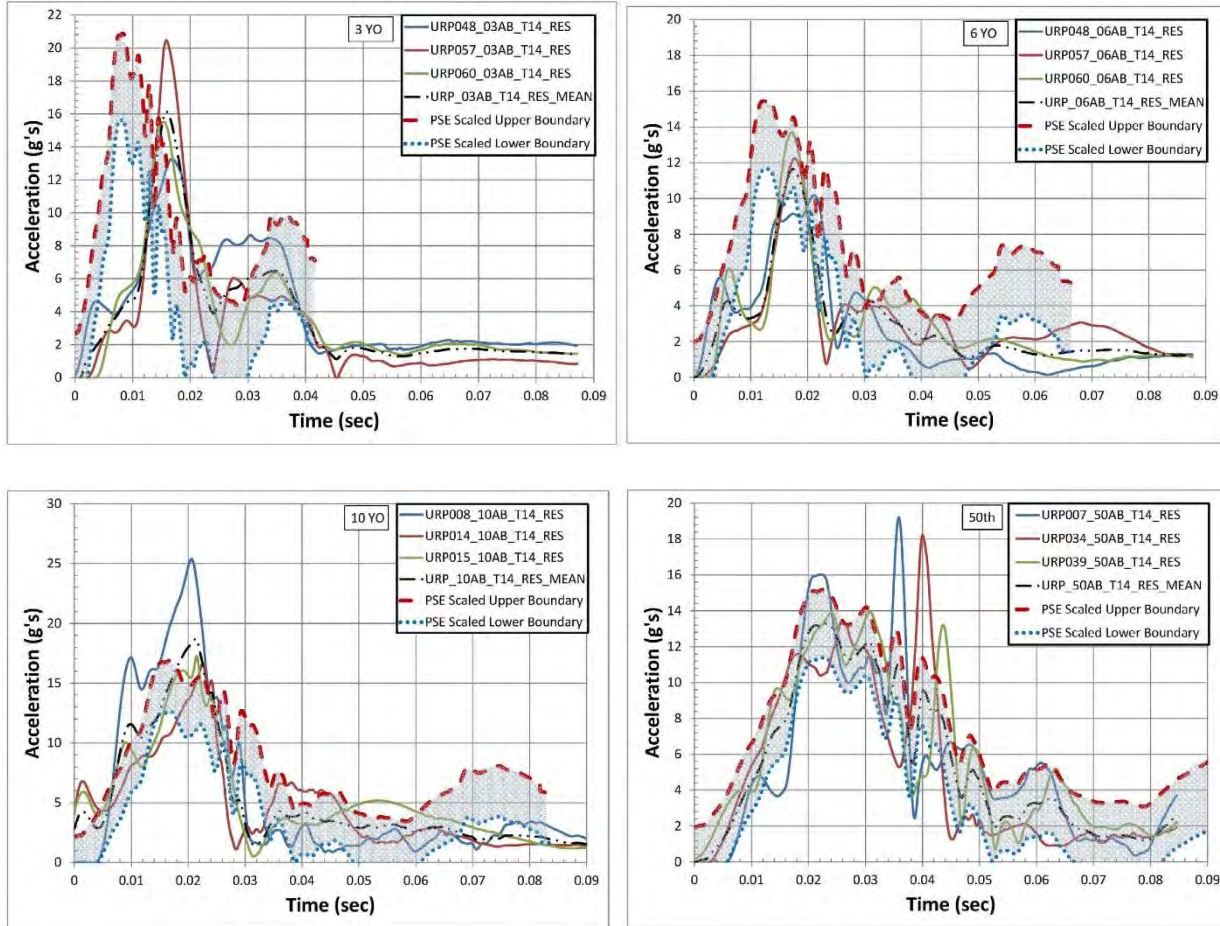 3 YO
URP048_03AB_T14_RES
URP057_03AB_T14_RES
URP060_03AB_T14_RES
URP_03AB_T14_RES_MEAN
PSE Scaled Upper Boundary
PSE Scaled Lower Boundary
Acceleration (g's)
22
20
18
16
14
12
10
8
6
4
2
0
0 0.01 0.02 0.03 0.04 0.05 0.06 0.07 0.08 0.09
Time (sec)
6 YO
URP048_06AB_T14_RES
URP057_06AB_T14_RES
URP060_06AB_T14_RES
URP_06AB_T14_RES_MEAN
PSE Scaled Upper Boundary
PSE Scaled Lower Boundary
Acceleration (g's)
20
18
16
14
12
10
8
6
4
2
0
0 0.01 0.02 0.03 0.04 0.05 0.06 0.07 0.08 0.09
Time (sec)
10 YO
URP008_10AB_T14_RES
URP014_10AB_T14_RES
URP015_10AB_T14_RES
URP_10AB_T14_RES_MEAN
PSE Scaled Upper Boundary
PSE Scaled Lower Boundary
Acceleration (g's)
30
25
20
15
10
5
0
0 0.01 0.02 0.03 0.04 0.05 0.06 0.07 0.08 0.09
Time (sec)
50th
URP007_50AB_T14_RES
URP034_50AB_T14_RES
URP039_50AB_T14_RES
URP_50AB_T14_RES_MEAN
PSE Scaled Upper Boundary
PSE Scaled Lower Boundary
Acceleration (g's)
20
18
16
14
12
10
8
6
4
2
0
0 0.01 0.02 0.03 0.04 0.05 0.06 0.07 0.08 0.09
Time (sec)